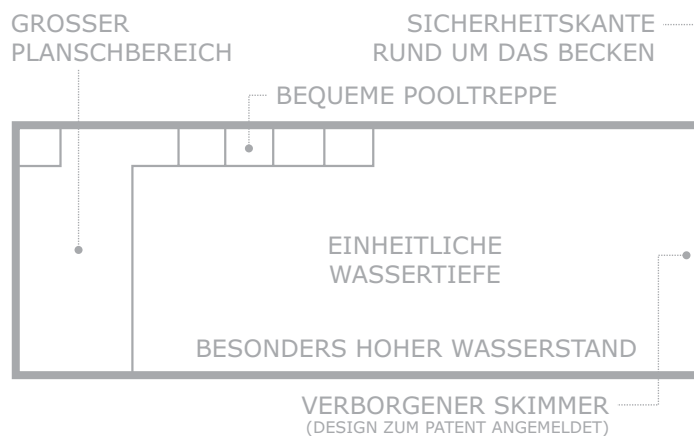 GROSSER
PLANSCHBEREICH
SICHERHEITSKANTE
RUND UM DAS BECKEN
BEQUEME POOLTREPPE
EINHEITLICHE
WASSERTIEFE
BESONDERS HOHER WASSERSTAND
VERBORGENER SKIMMER
(DESIGN ZUM PATENT ANGEMELDET)